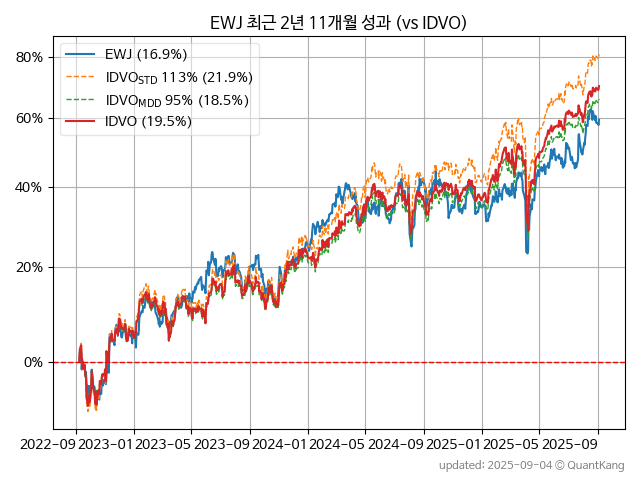 EWJ 최근 2년 11개월 성과 (vs IDVO)
EWJ (16.9%)
IDVO_STD 113% (21.9%)
IDVO_MDD 95% (18.5%)
IDVO (19.5%)
80%
60%
40%
20%
0%
2022-09 2023-01 2023-05 2023-09 2024-01 2024-05 2024-09 2025-01 2025-05 2025-09
updated: 2025-09-04 © QuantKang